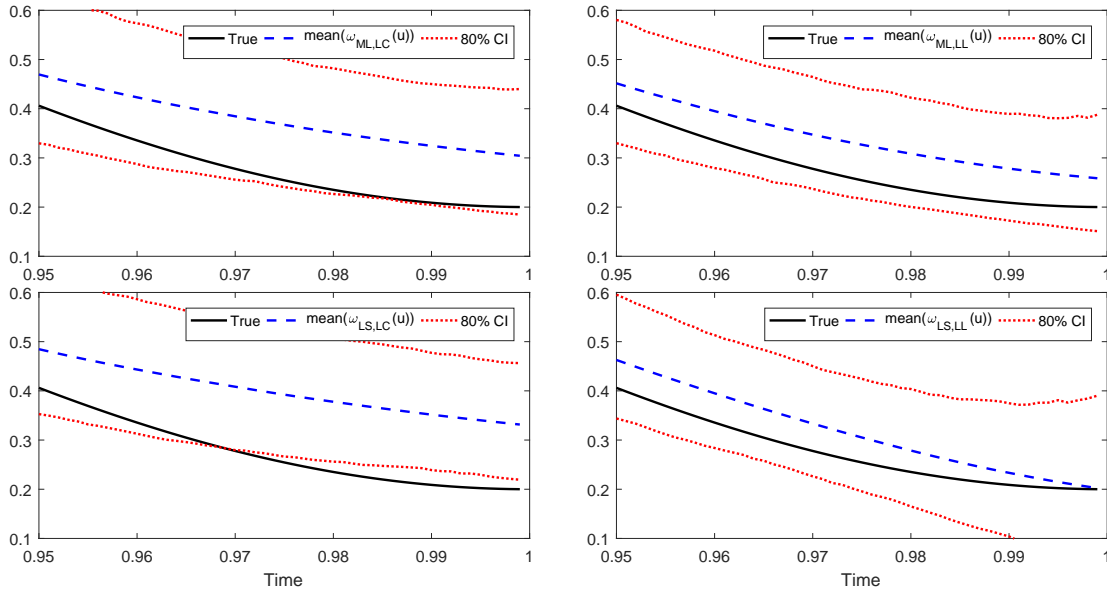 0.6
True mean(ω_ML,LC(u)) 80% CI
0.5
0.4
0.3
0.2
0.1
0.95 0.96 0.97 0.98 0.99 1
0.6
True mean(ω_ML,LL(u)) 80% CI
0.5
0.4
0.3
0.2
0.1
0.95 0.96 0.97 0.98 0.99 1
0.6
True mean(ω_LS,LC(u)) 80% CI
0.5
0.4
0.3
0.2
0.1
0.95 0.96 0.97 0.98 0.99 1
Time
0.6
True mean(ω_LS,LL(u)) 80% CI
0.5
0.4
0.3
0.2
0.1
0.95 0.96 0.97 0.98 0.99 1
Time